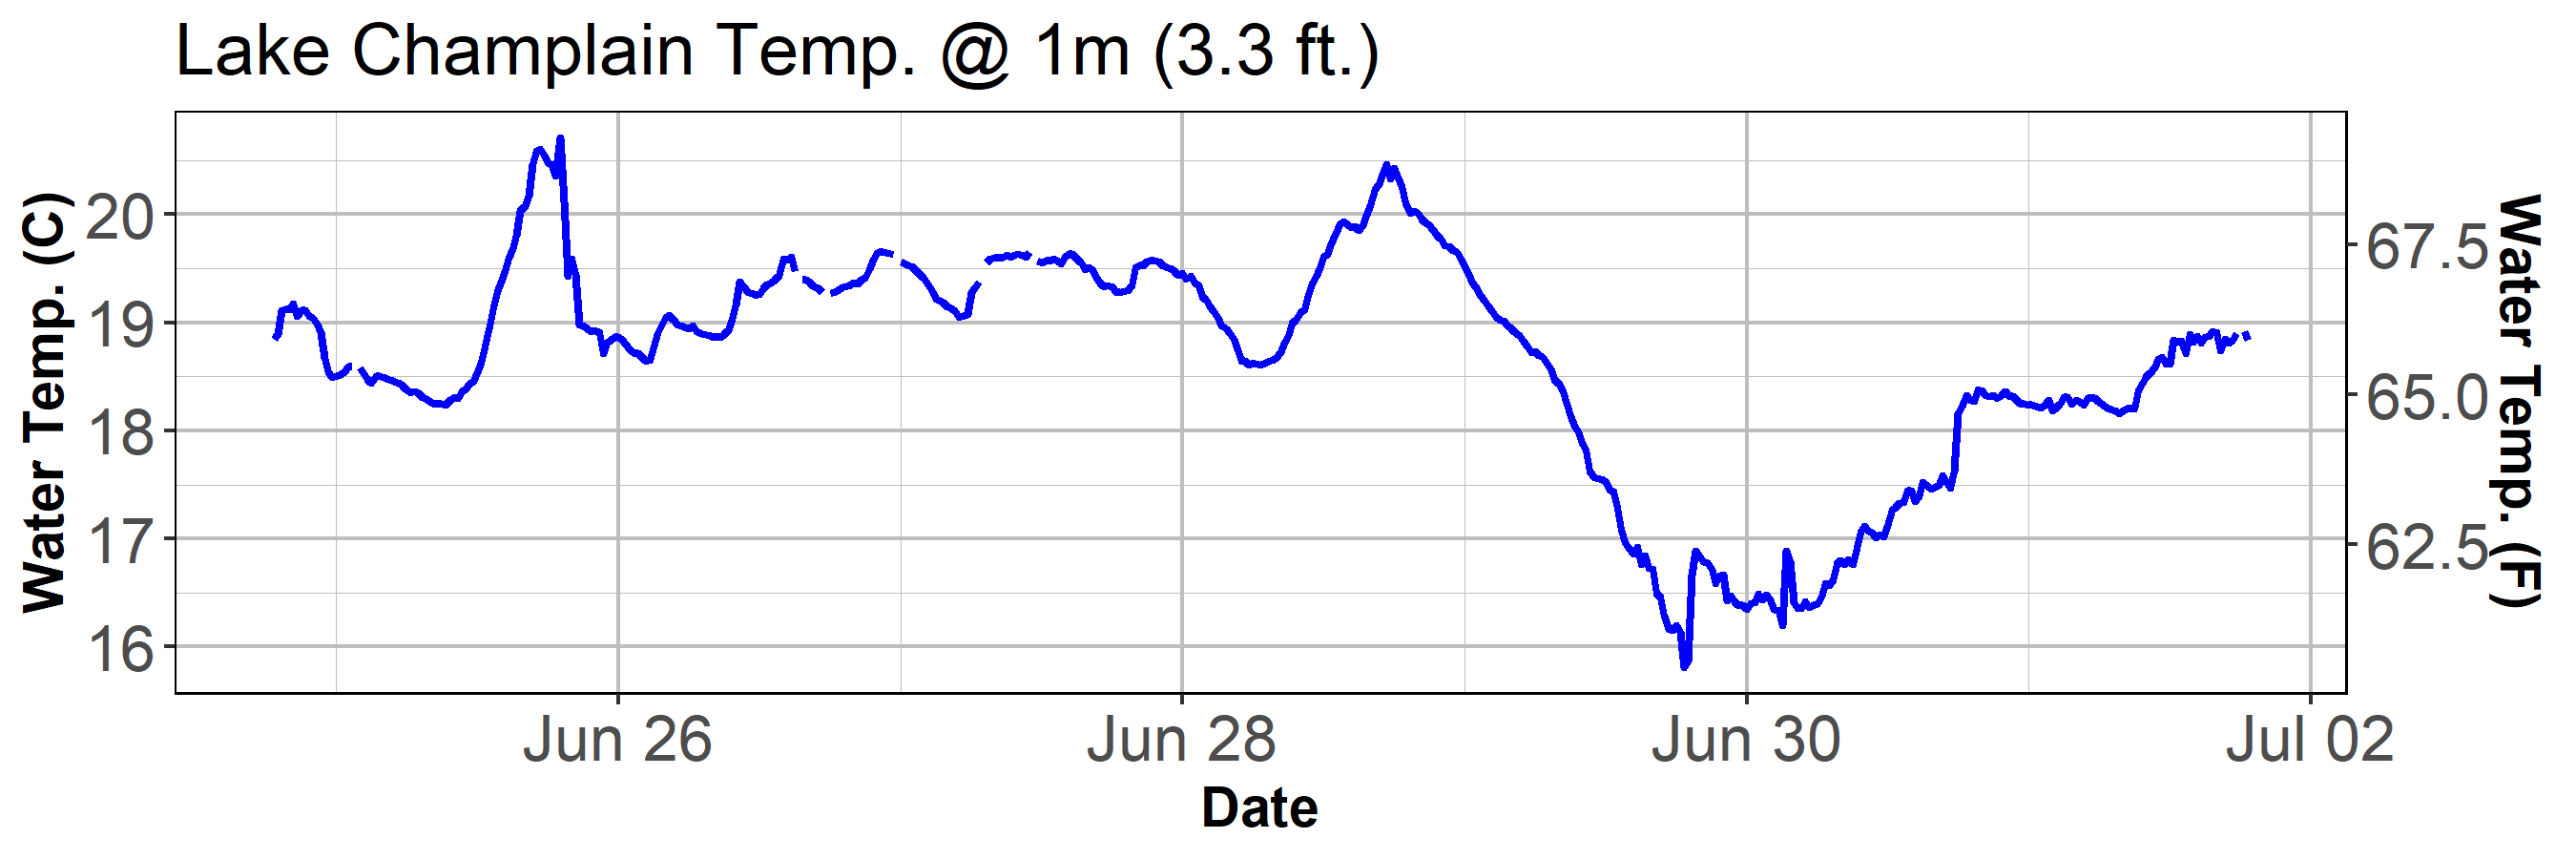 Lake Champlain Temp. @ 1m (3.3 ft.)
Water Temp. (C)
20
19
18
17
16
67.5
65.0
62.5
Water Temp. (F)
Jun 26
Jun 28
Jun 30
Jul 02
Date